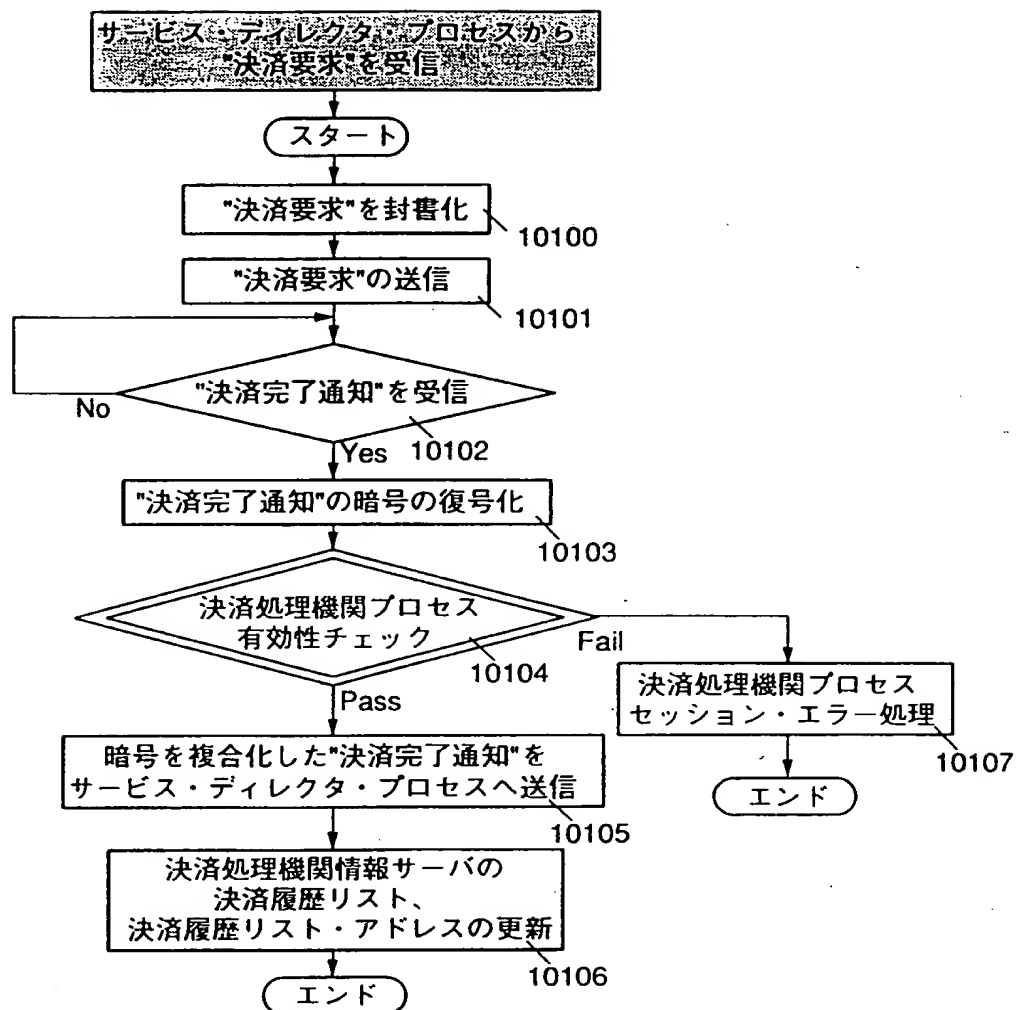 サービス・ディレクタ・プロセスから
"決済要求"を受信
スタート
"決済要求"を封書化
10100
"決済要求"の送信
10101
"決済完了通知"を受信
No
10102
Yes
"決済完了通知"の暗号の復号化
10103
決済処理機関プロセス
有効性チェック
10104
Fail
Pass
決済処理機関プロセス
セッション・エラー処理
10107
エンド
暗号を複合化した"決済完了通知"を
サービス・ディレクタ・プロセスへ送信
10105
決済処理機関情報サーバの
決済履歴リスト、
決済履歴リスト・アドレスの更新
10106
エンド